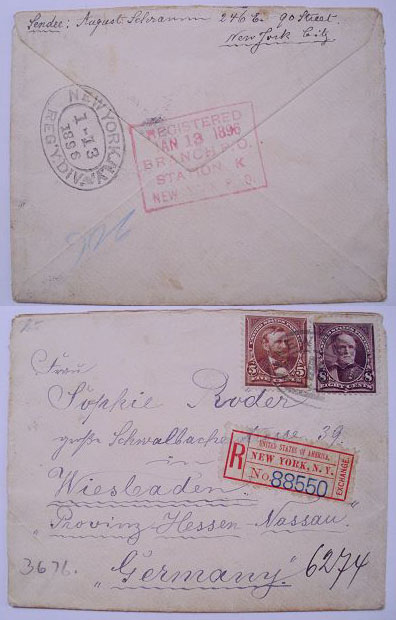 Sender: August Schramm 246 E. 90 Street.
New York City
NEW YORK, N.Y.
1-13
1896
REG'Y. DIV.
REGISTERED
JAN 13 1896
BRANCH P.O.
STATION K
NEW YORK P.O.
5 5
8 8
Frau
Sophie Roder
große Schwalbacher 39.
in
Wiesbaden.
"Provinz Hessen Nassau."
"Germany."
R
UNITED STATES OF AMERICA.
NEW YORK, N.Y.
No. 88550
EXCHANGE.
3676.
6274